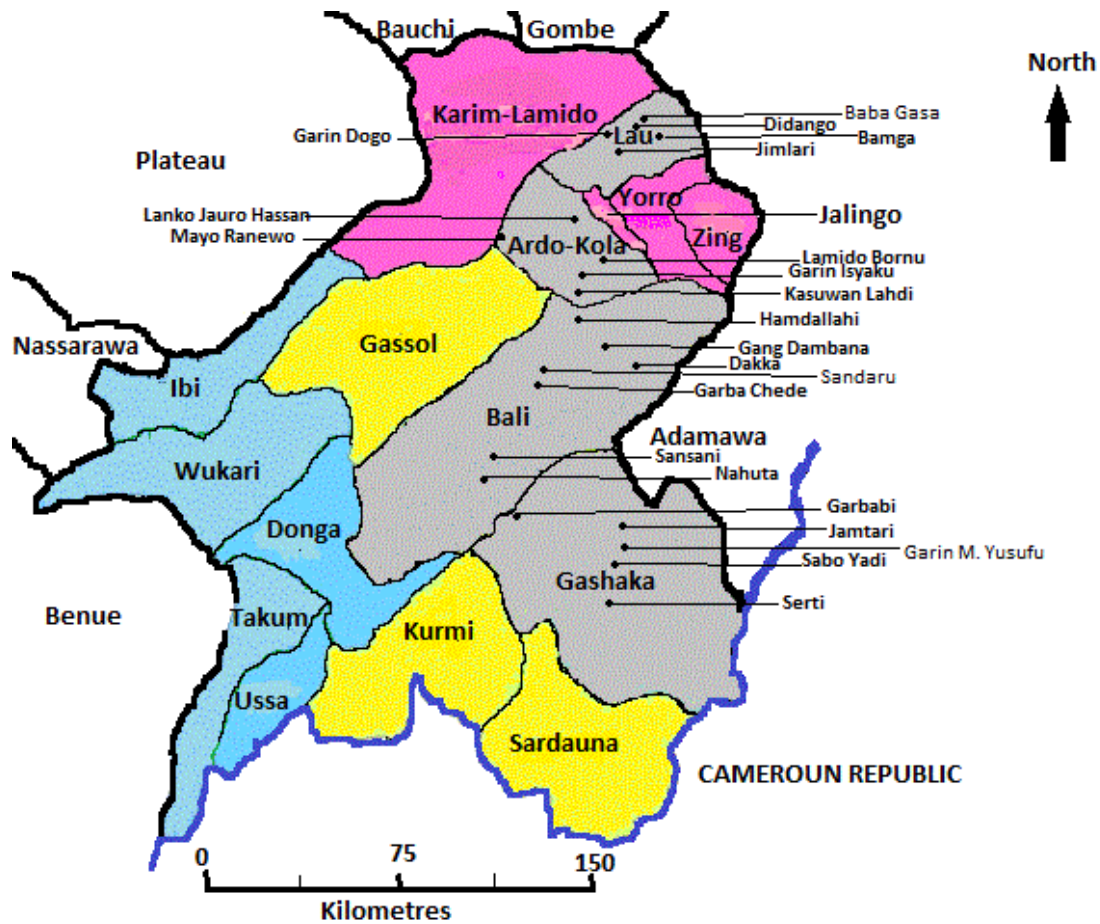 Bauchi
Gombe
North
Karim-Lamido
Baba Gasa
Garin Dogo
Lau
Didango
Bamga
Jimlari
Plateau
Yorro
Lanko Jauro Hassan
Jalingo
Mayo Ranewo
Ardo-Kola
Zing
Lamido Bornu
Garin Isyaku
Kasuwan Lahdi
Hamdallahi
Nassarawa
Gassol
Gang Dambana
Dakka
Sandaru
Ibi
Garba Chede
Bali
Adamawa
Sansani
Wukari
Nahuta
Garbabi
Donga
Jamtari
Garin M. Yusufu
Sabo Yadi
Gashaka
Serti
Benue
Takum
Kurmi
Ussa
Sardauna
CAMEROUN REPUBLIC
0 75 150
Kilometres